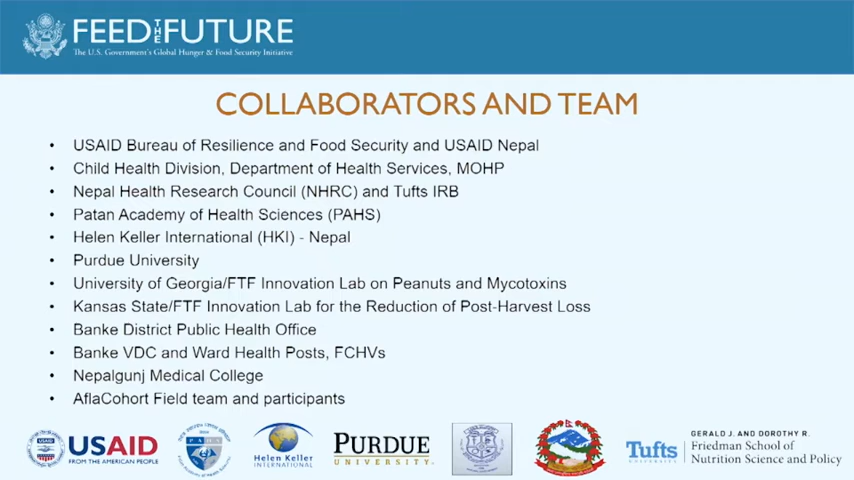 FEED THE FUTURE
The U.S. Government's Global Hunger & Food Security Initiative
COLLABORATORS AND TEAM
• USAID Bureau of Resilience and Food Security and USAID Nepal
• Child Health Division, Department of Health Services, MOHP
• Nepal Health Research Council (NHRC) and Tufts IRB
• Patan Academy of Health Sciences (PAHS)
• Helen Keller International (HKI) - Nepal
• Purdue University
• University of Georgia/FTF Innovation Lab on Peanuts and Mycotoxins
• Kansas State/FTF Innovation Lab for the Reduction of Post-Harvest Loss
• Banke District Public Health Office
• Banke VDC and Ward Health Posts, FCHVs
• Nepalgunj Medical College
• AflaCohort Field team and participants
USAID
FROM THE AMERICAN PEOPLE
PAHS
Helen Keller
INTERNATIONAL
PURDUE
UNIVERSITY
Tufts
UNIVERSITY
GERALD J. AND DOROTHY R.
Friedman School of
Nutrition Science and Policy